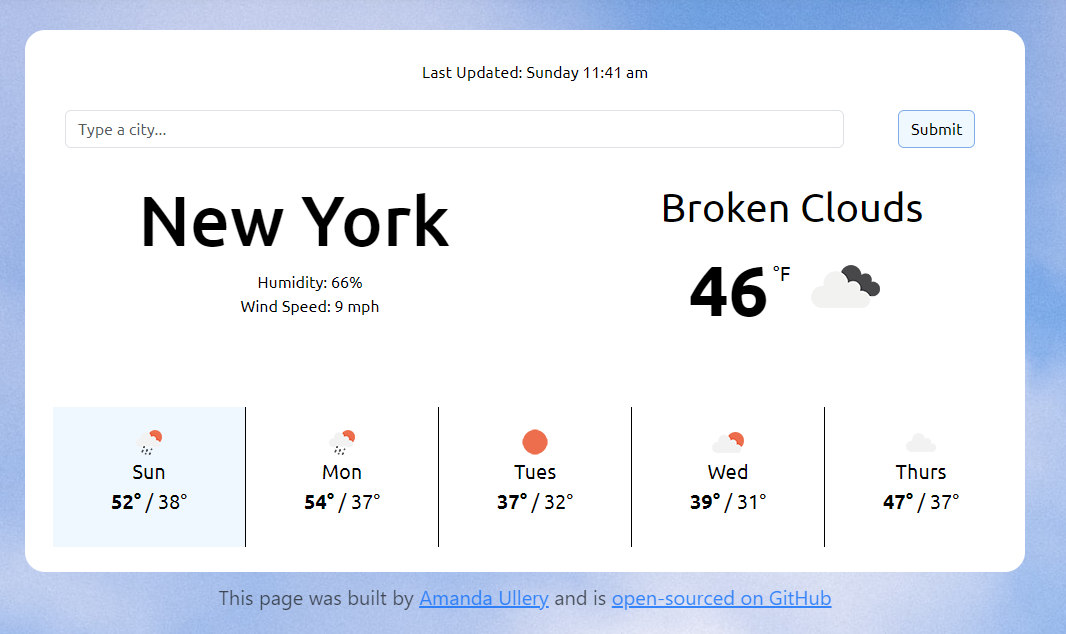 Last Updated: Sunday 11:41 am
Type a city...
Submit
New York
Humidity: 66%
Wind Speed: 9 mph
Broken Clouds
46 °F
Sun
52° / 38°
Mon
54° / 37°
Tues
37° / 32°
Wed
39° / 31°
Thurs
47° / 37°
This page was built by Amanda Ullery and is open-sourced on GitHub